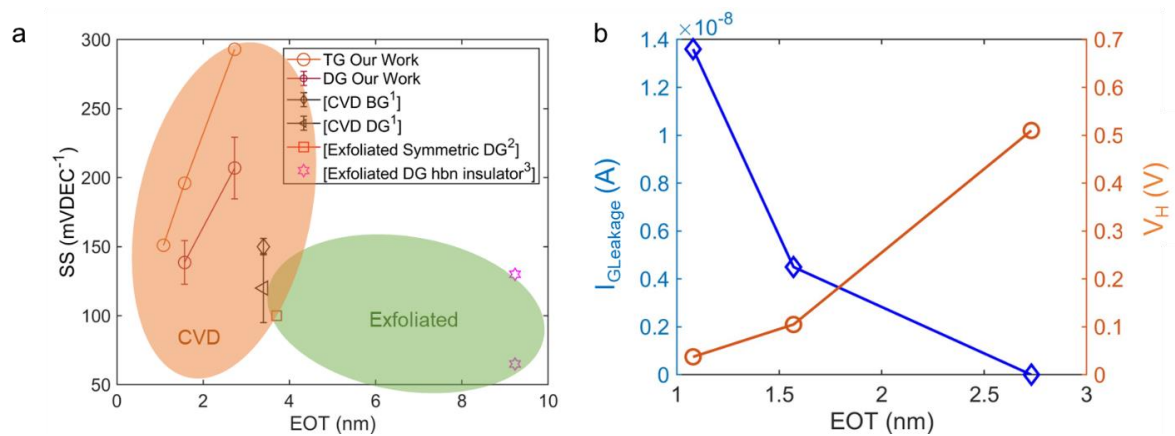 a
300
250
200
150
100
50
SS (mVDEC⁻¹)
0
2
4
6
8
10
EOT (nm)
TG Our Work
DG Our Work
[CVD BG¹]
[CVD DG¹]
[Exfoliated Symmetric DG²]
[Exfoliated DG hbn insulator³]
CVD
Exfoliated
b
×10⁻⁸
1.4
1.2
1
0.8
0.6
0.4
0.2
0
I_GLeakage (A)
1
1.5
2
2.5
3
EOT (nm)
0.7
0.6
0.5
0.4
0.3
0.2
0.1
0
V_H (V)